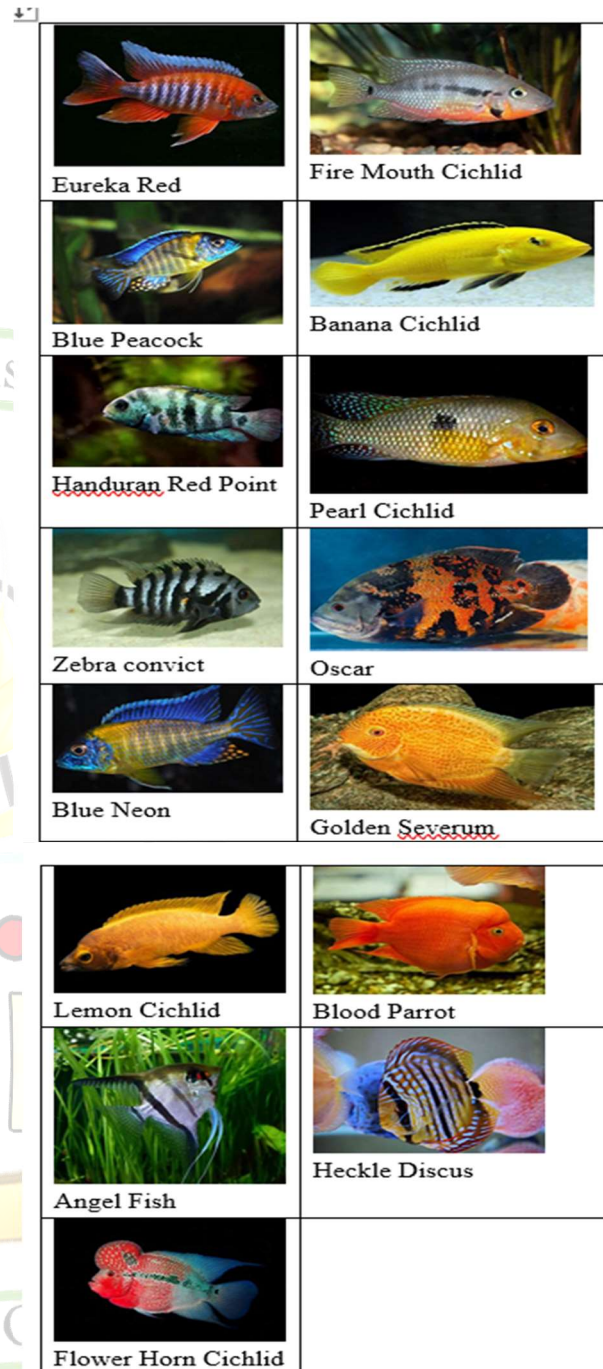 Eureka Red
Fire Mouth Cichlid
Blue Peacock
Banana Cichlid
Handuran Red Point
Pearl Cichlid
Zebra convict
Oscar
Blue Neon
Golden Severum
Lemon Cichlid
Blood Parrot
Angel Fish
Heckle Discus
Flower Horn Cichlid